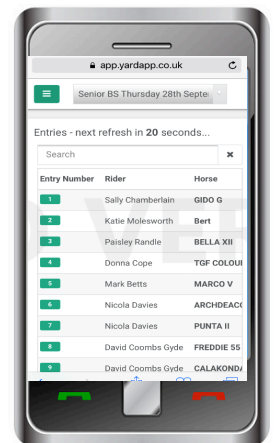 app.yardapp.co.uk
Senior BS Thursday 28th Septe
Entries - next refresh in 20 seconds...
Search
Entry Number Rider Horse
1 Sally Chamberlain GIDO G
2 Katie Molesworth Bert
3 Paisley Randle BELLA XII
4 Donna Cope TGF COLOU
5 Mark Betts MARCO V
6 Nicola Davies ARCHDEAC
7 Nicola Davies PUNTA II
8 David Coombs Gyde FREDDIE 55
9 David Coombs Gyde CALAKONDA